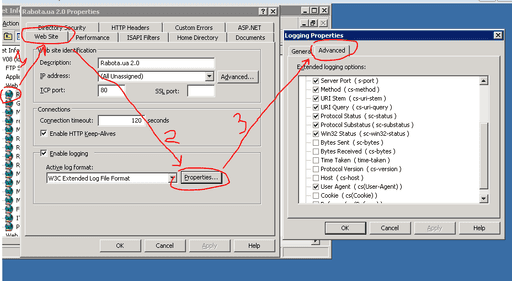 Rabota.ua 2.0 Properties
Directory Security
HTTP Headers
Custom Errors
ASP.NET
Web Site
Performance
ISAPI Filters
Home Directory
Documents
Web site identification
Description:
Rabota.ua 2.0
IP address:
(All Unassigned)
Advanced...
TCP port:
80
SSL port:
Connections
Connection timeout:
120
seconds
Enable HTTP Keep-Alives
Enable logging
Active log format:
W3C Extended Log File Format
Properties...
OK
Cancel
Apply
Help
2
3
Logging Properties
Advanced
Extended logging options:
Server Port ( s-port )
Method ( cs-method )
URI Stem ( cs-uri-stem )
URI Query ( cs-uri-query )
Protocol Status ( sc-status )
Protocol Substatus ( sc-substatus )
Win32 Status ( sc-win32-status )
Bytes Sent ( sc-bytes )
Bytes Received ( cs-bytes )
Time Taken ( time-taken )
Protocol Version ( cs-version )
Host ( cs-host )
User Agent ( cs(User-Agent) )
Cookie ( cs(Cookie) )
OK
Cancel
Apply
Help